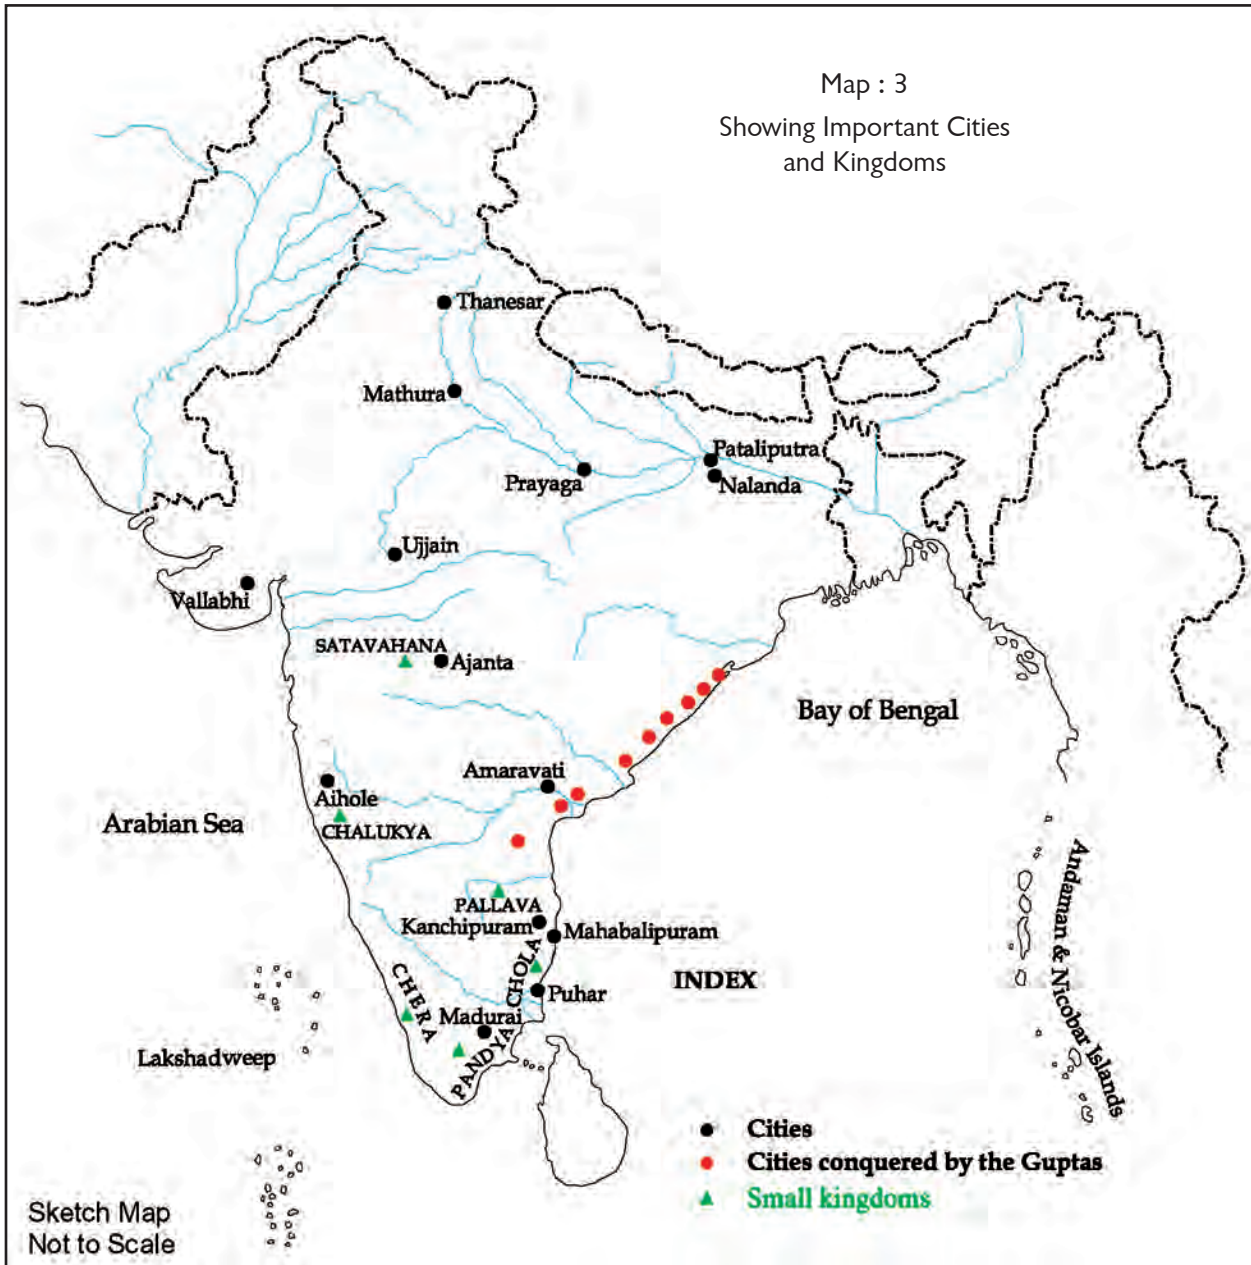 Map : 3
Showing Important Cities
and Kingdoms
Thanesar
Mathura
Pataliputra
Prayaga
Nalanda
Ujjain
Vallabhi
SATAVAHANA
Ajanta
Bay of Bengal
Amaravati
Aihole
Arabian Sea
CHALUKYA
PALLAVA
Kanchipuram
Mahabalipuram
CHOLA
CHERA
INDEX
Puhar
Madurai
PANDYA
Lakshadweep
Andaman & Nicobar Islands
Cities
Cities conquered by the Guptas
Small kingdoms
Sketch Map
Not to Scale